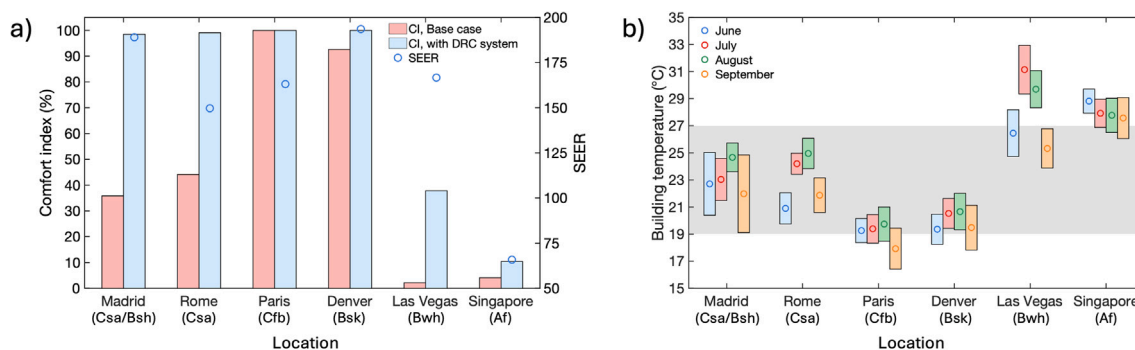 a)
CI, Base case
CI, with DRC system
SEER
Comfort index (%)
100
90
80
70
60
50
40
30
20
10
0
200
175
150
125
100
75
50
SEER
Madrid Rome Paris Denver Las Vegas Singapore
(Csa/Bsh) (Csa) (Cfb) (Bsk) (Bwh) (Af)
Location
b)
June
July
August
September
Building temperature (°C)
35
33
31
29
27
25
23
21
19
17
15
Madrid Rome Paris Denver Las Vegas Singapore
(Csa/Bsh) (Csa) (Cfb) (Bsk) (Bwh) (Af)
Location